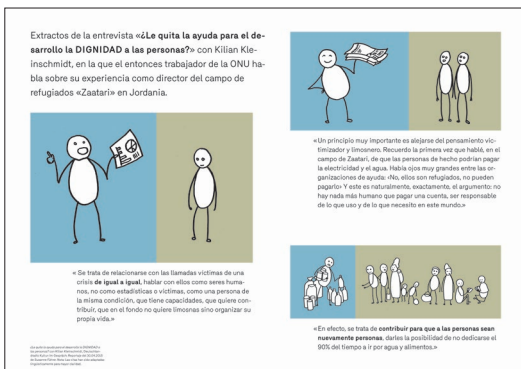 Extractos de la entrevista «¿Le quita la ayuda para el de-
sarrollo la DIGNIDAD a las personas?» con Kilian Kle-
inschmidt, en la que el entonces trabajador de la ONU ha-
bla sobre su experiencia como director del campo de
refugiados «Zaatari» en Jordania.
« Se trata de relacionarse con las llamadas víctimas de una
crisis de igual a igual, hablar con ellos como seres huma-
nos, no como estadísticas o víctimas, como una persona de
la misma condición, que tiene capacidades, que quiere con-
tribuir, que en el fondo no quiere limosnas sino organizar su
propia vida.»
«Un principio muy importante es alejarse del pensamiento vic-
timizador y limosnero. Recuerdo la primera vez que hablé, en el
campo de Zaatari, de que las personas de hecho podrían pagar
la electricidad y el agua. Había ojos muy grandes entre las or-
ganizaciones de ayuda: ‹No, ellos son refugiados, no pueden
pagarlo› Y este es naturalmente, exactamente, el argumento: no
hay nada más humano que pagar una cuenta, ser responsable
de lo que uso y de lo que necesito en este mundo.»
«En efecto, se trata de contribuir para que a las personas sean
nuevamente personas, darles la posibilidad de no dedicarse el
90% del tiempo a ir por agua y alimentos.»